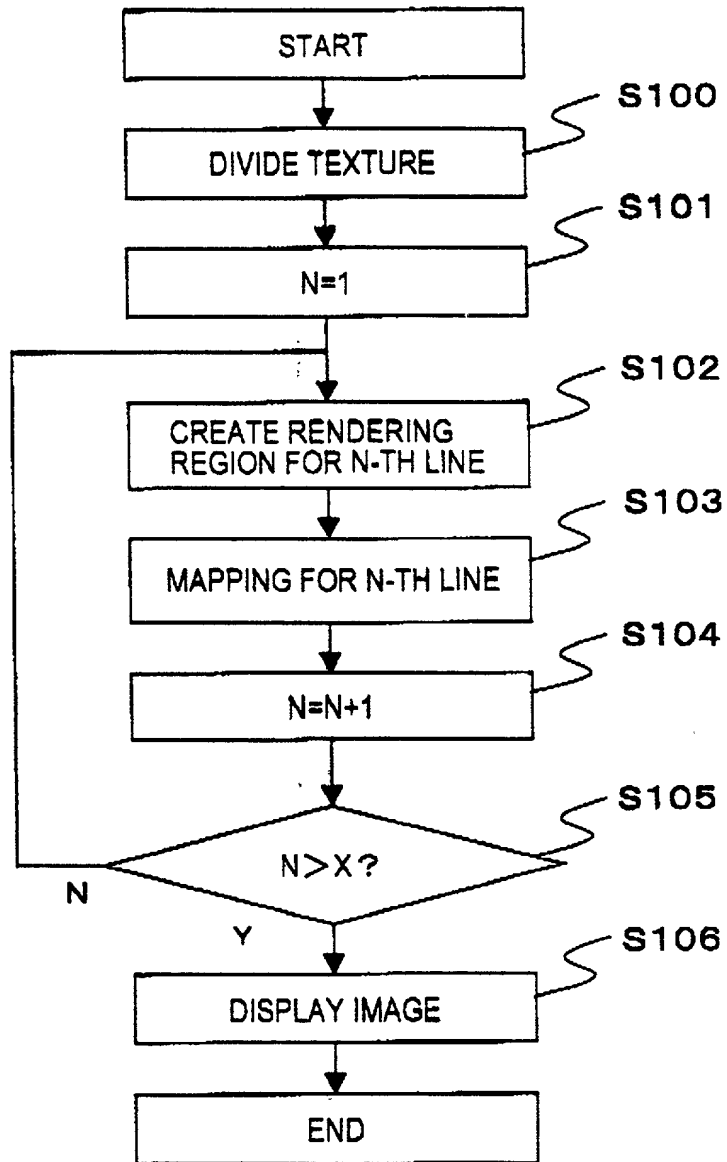 START
S100
DIVIDE TEXTURE
S101
N=1
S102
CREATE RENDERING
REGION FOR N-TH LINE
S103
MAPPING FOR N-TH LINE
S104
N=N+1
S105
N>X?
N
Y
S106
DISPLAY IMAGE
END